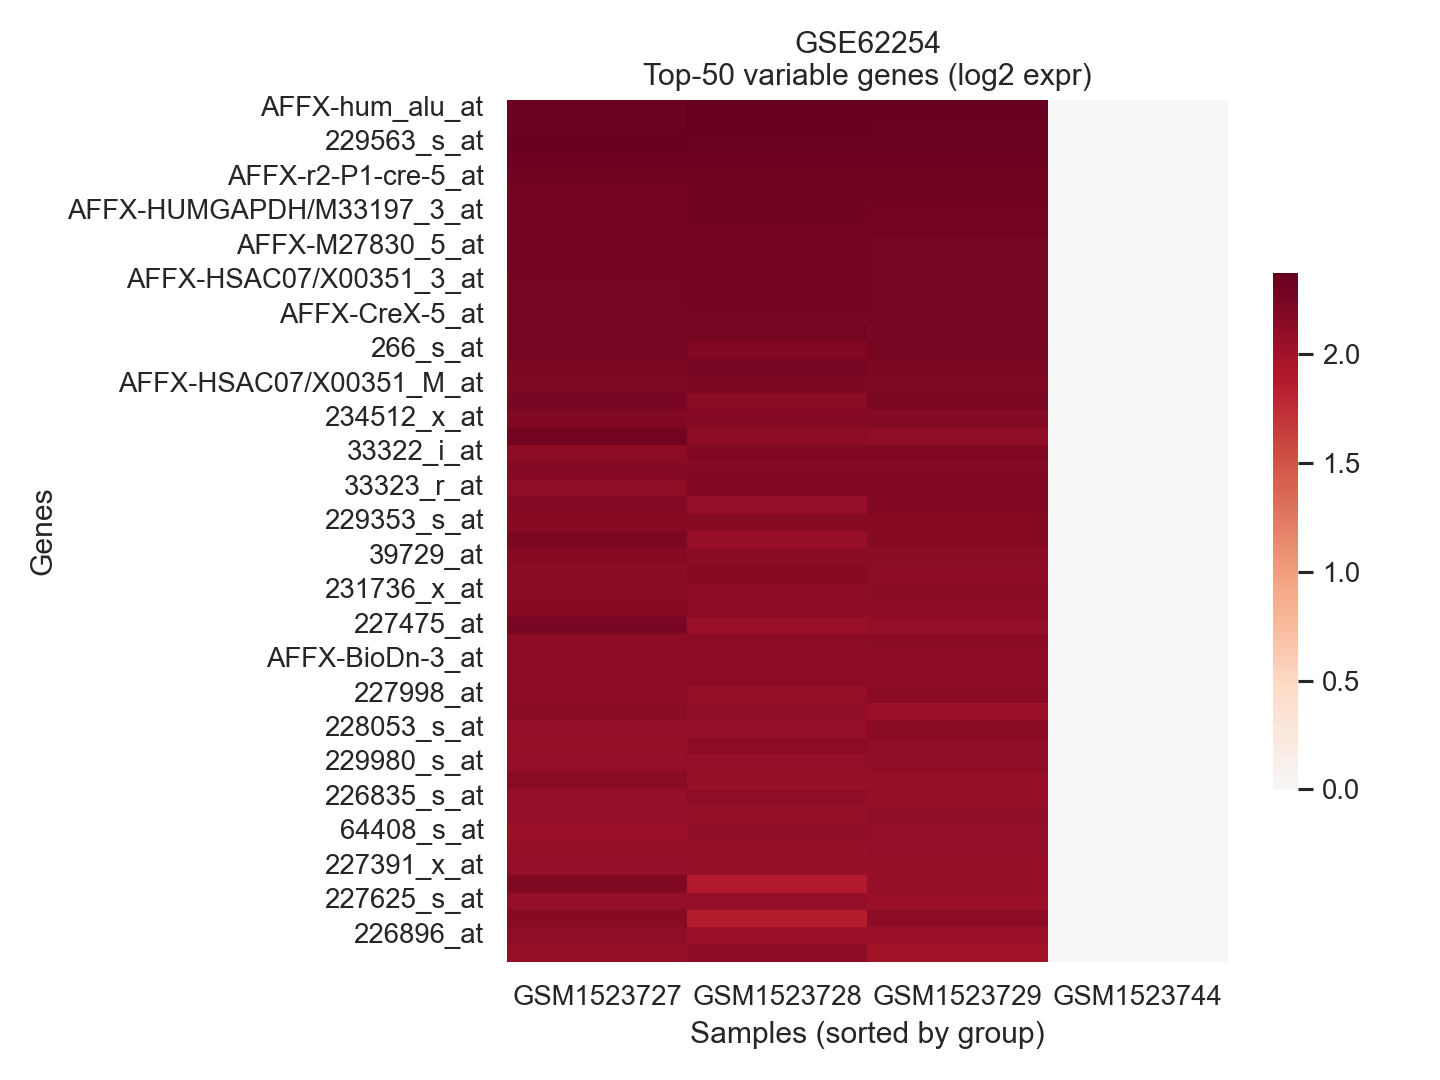 GSE62254
Top-50 variable genes (log2 expr)
AFFX-hum_alu_at
229563_s_at
AFFX-r2-P1-cre-5_at
AFFX-HUMGAPDH/M33197_3_at
AFFX-M27830_5_at
AFFX-HSAC07/X00351_3_at
AFFX-CreX-5_at
266_s_at
AFFX-HSAC07/X00351_M_at
234512_x_at
33322_i_at
33323_r_at
229353_s_at
39729_at
231736_x_at
227475_at
AFFX-BioDn-3_at
227998_at
228053_s_at
229980_s_at
226835_s_at
64408_s_at
227391_x_at
227625_s_at
226896_at
Genes
GSM1523727 GSM1523728 GSM1523729 GSM1523744
Samples (sorted by group)
2.0
1.5
1.0
0.5
0.0